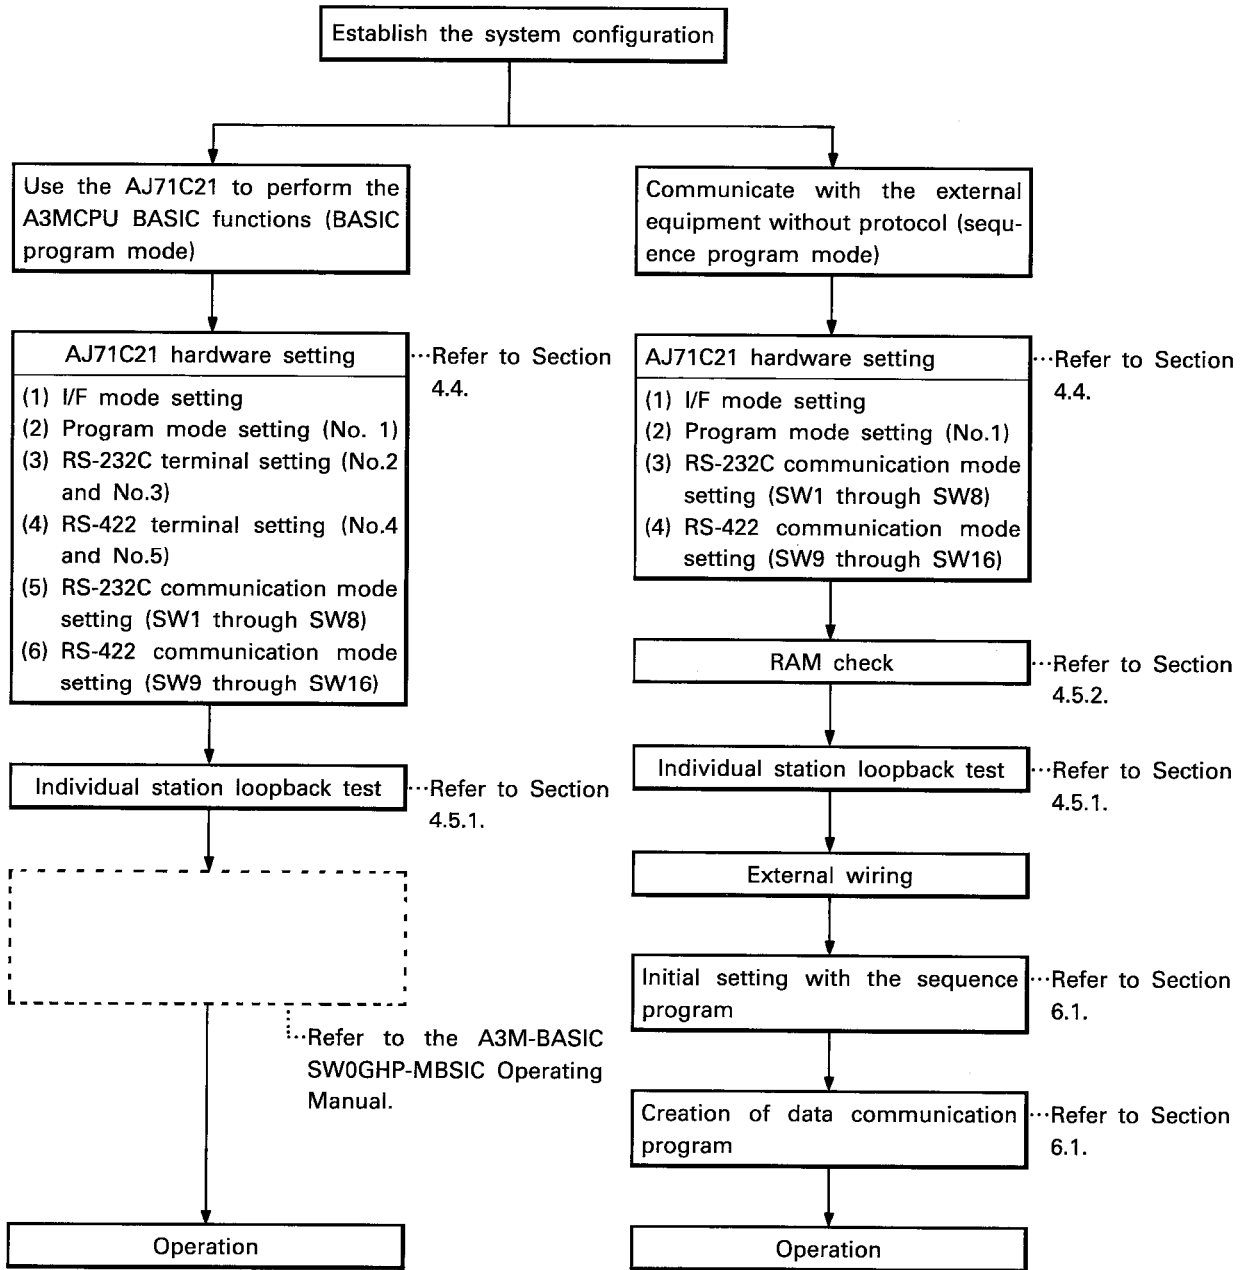 Establish the system configuration
Use the AJ71C21 to perform the
A3MCPU BASIC functions (BASIC
program mode)
AJ71C21 hardware setting
···Refer to Section
4.4.
(1) I/F mode setting
(2) Program mode setting (No. 1)
(3) RS-232C terminal setting (No.2
and No.3)
(4) RS-422 terminal setting (No.4
and No.5)
(5) RS-232C communication mode
setting (SW1 through SW8)
(6) RS-422 communication mode
setting (SW9 through SW16)
Individual station loopback test
···Refer to Section
4.5.1.
···Refer to the A3M-BASIC
SW0GHP-MBSIC Operating
Manual.
Operation
Communicate with the external
equipment without protocol (sequ-
ence program mode)
AJ71C21 hardware setting
···Refer to Section
4.4.
(1) I/F mode setting
(2) Program mode setting (No.1)
(3) RS-232C communication mode
setting (SW1 through SW8)
(4) RS-422 communication mode
setting (SW9 through SW16)
RAM check
···Refer to Section
4.5.2.
Individual station loopback test
···Refer to Section
4.5.1.
External wiring
Initial setting with the sequence
program
···Refer to Section
6.1.
Creation of data communication
program
···Refer to Section
6.1.
Operation